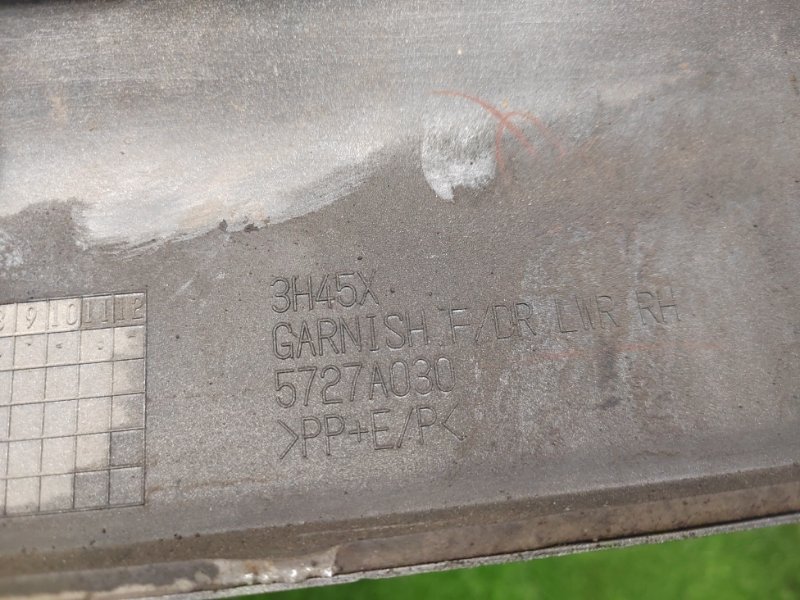 3H45X
GARNISH F/DR LWR RH
5727A030
>PP+E/P<
9 10 11 12